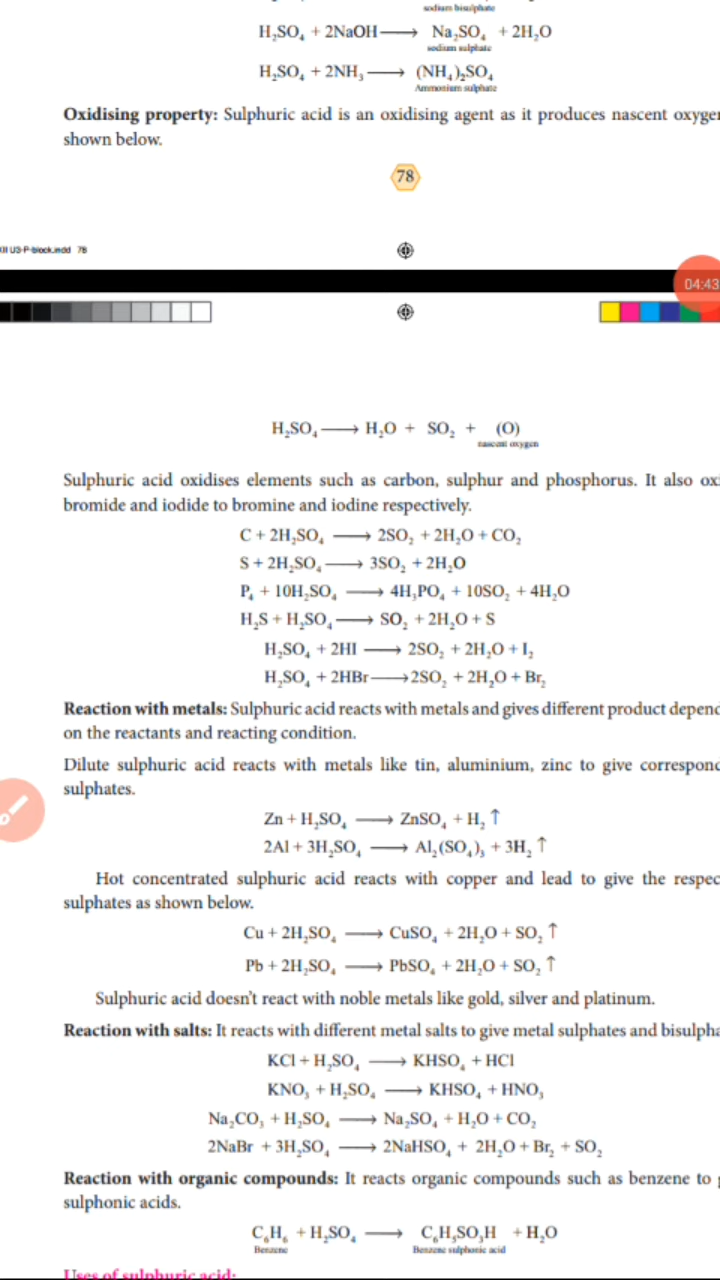 sodium bisulphate
H₂SO₄ + 2NaOH ⟶ Na₂SO₄ + 2H₂O
sodium sulphate
H₂SO₄ + 2NH₃ ⟶ (NH₄)₂SO₄
Ammonium sulphate
Oxidising property: Sulphuric acid is an oxidising agent as it produces nascent oxygen
shown below.
78
XII U3-P-block.indd 78
04:43
H₂SO₄ ⟶ H₂O + SO₂ + (O)
nascent oxygen
Sulphuric acid oxidises elements such as carbon, sulphur and phosphorus. It also oxi
bromide and iodide to bromine and iodine respectively.
C + 2H₂SO₄ ⟶ 2SO₂ + 2H₂O + CO₂
S + 2H₂SO₄ ⟶ 3SO₂ + 2H₂O
P₄ + 10H₂SO₄ ⟶ 4H₃PO₄ + 10SO₂ + 4H₂O
H₂S + H₂SO₄ ⟶ SO₂ + 2H₂O + S
H₂SO₄ + 2HI ⟶ 2SO₂ + 2H₂O + I₂
H₂SO₄ + 2HBr ⟶ 2SO₂ + 2H₂O + Br₂
Reaction with metals: Sulphuric acid reacts with metals and gives different product depend
on the reactants and reacting condition.
Dilute sulphuric acid reacts with metals like tin, aluminium, zinc to give correspond
sulphates.
Zn + H₂SO₄ ⟶ ZnSO₄ + H₂ ↑
2Al + 3H₂SO₄ ⟶ Al₂(SO₄)₃ + 3H₂ ↑
Hot concentrated sulphuric acid reacts with copper and lead to give the respec
sulphates as shown below.
Cu + 2H₂SO₄ ⟶ CuSO₄ + 2H₂O + SO₂ ↑
Pb + 2H₂SO₄ ⟶ PbSO₄ + 2H₂O + SO₂ ↑
Sulphuric acid doesn't react with noble metals like gold, silver and platinum.
Reaction with salts: It reacts with different metal salts to give metal sulphates and bisulpha
KCl + H₂SO₄ ⟶ KHSO₄ + HCl
KNO₃ + H₂SO₄ ⟶ KHSO₄ + HNO₃
Na₂CO₃ + H₂SO₄ ⟶ Na₂SO₄ + H₂O + CO₂
2NaBr + 3H₂SO₄ ⟶ 2NaHSO₄ + 2H₂O + Br₂ + SO₂
Reaction with organic compounds: It reacts organic compounds such as benzene to
sulphonic acids.
C₆H₆ + H₂SO₄ ⟶ C₆H₅SO₃H + H₂O
Benzene Benzene sulphonic acid
Uses of sulphuric acid: